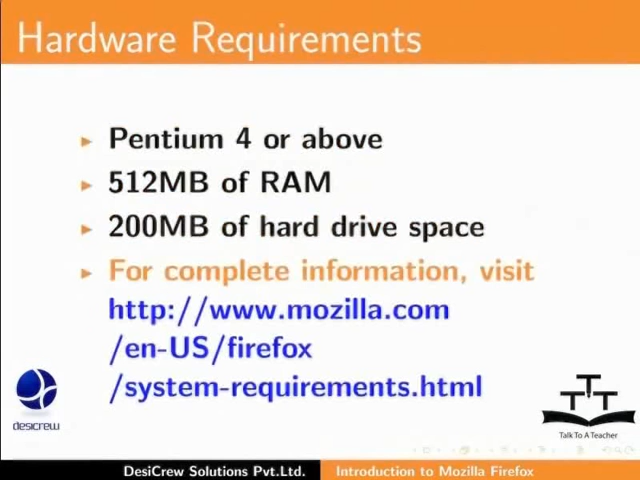 Hardware Requirements
Pentium 4 or above
512MB of RAM
200MB of hard drive space
For complete information, visit
http://www.mozilla.com
/en-US/firefox
/system-requirements.html
desicrew
TTT
Talk To A Teacher
DesiCrew Solutions Pvt.Ltd. Introduction to Mozilla Firefox